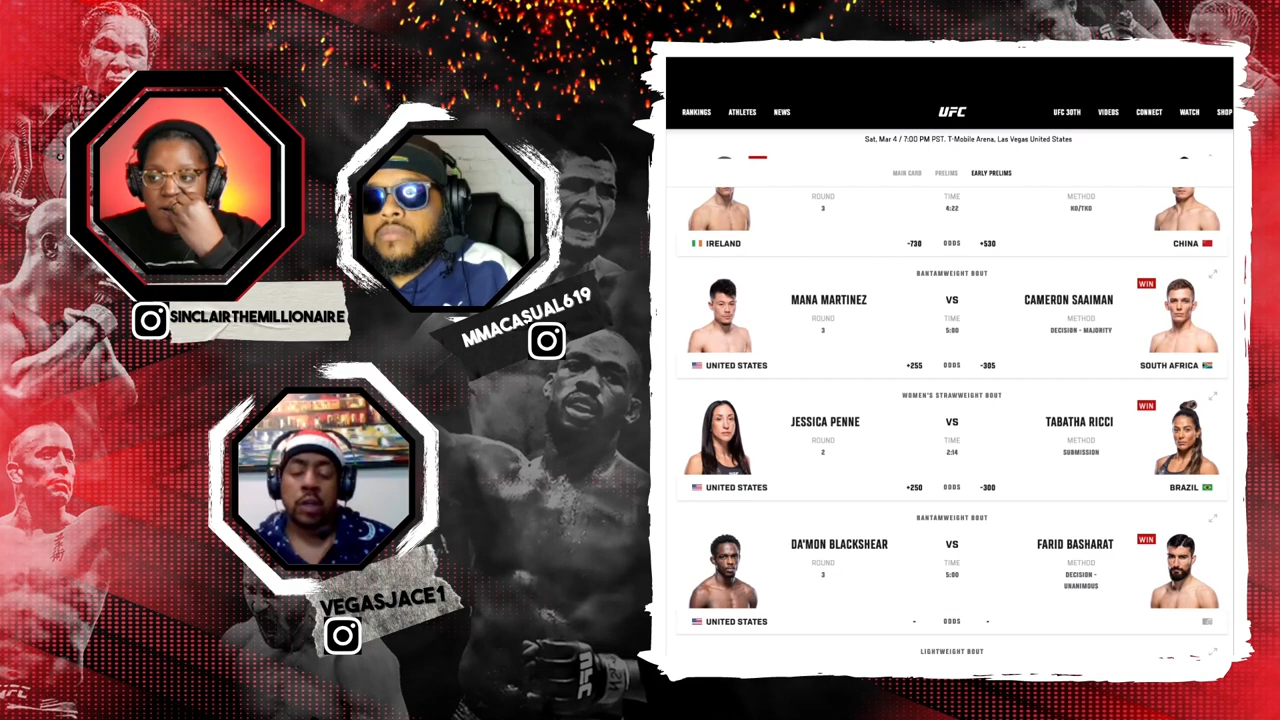 SINCLAIRTHEMILLIONAIRE
MMACASUAL619
VEGASJACE1
RANKINGS ATHLETES NEWS UFC UFC 30TH VIDEOS CONNECT WATCH SHOP
Sat, Mar 4 / 7:00 PM PST. T-Mobile Arena, Las Vegas United States
MAIN CARD PRELIMS EARLY PRELIMS
ROUND TIME METHOD
3 4:22 KO/TKO
IRELAND -730 ODDS +530 CHINA
BANTAMWEIGHT BOUT
WIN
MANA MARTINEZ VS CAMERON SAAIMAN
ROUND TIME METHOD
3 5:00 DECISION - MAJORITY
UNITED STATES +255 ODDS -305 SOUTH AFRICA
WOMEN'S STRAWWEIGHT BOUT
WIN
JESSICA PENNE VS TABATHA RICCI
ROUND TIME METHOD
2 2:14 SUBMISSION
UNITED STATES +250 ODDS -300 BRAZIL
BANTAMWEIGHT BOUT
WIN
DA'MON BLACKSHEAR VS FARID BASHARAT
ROUND TIME METHOD
3 5:00 DECISION -
UNANIMOUS
UNITED STATES - ODDS -
LIGHTWEIGHT BOUT
UFC
UFC